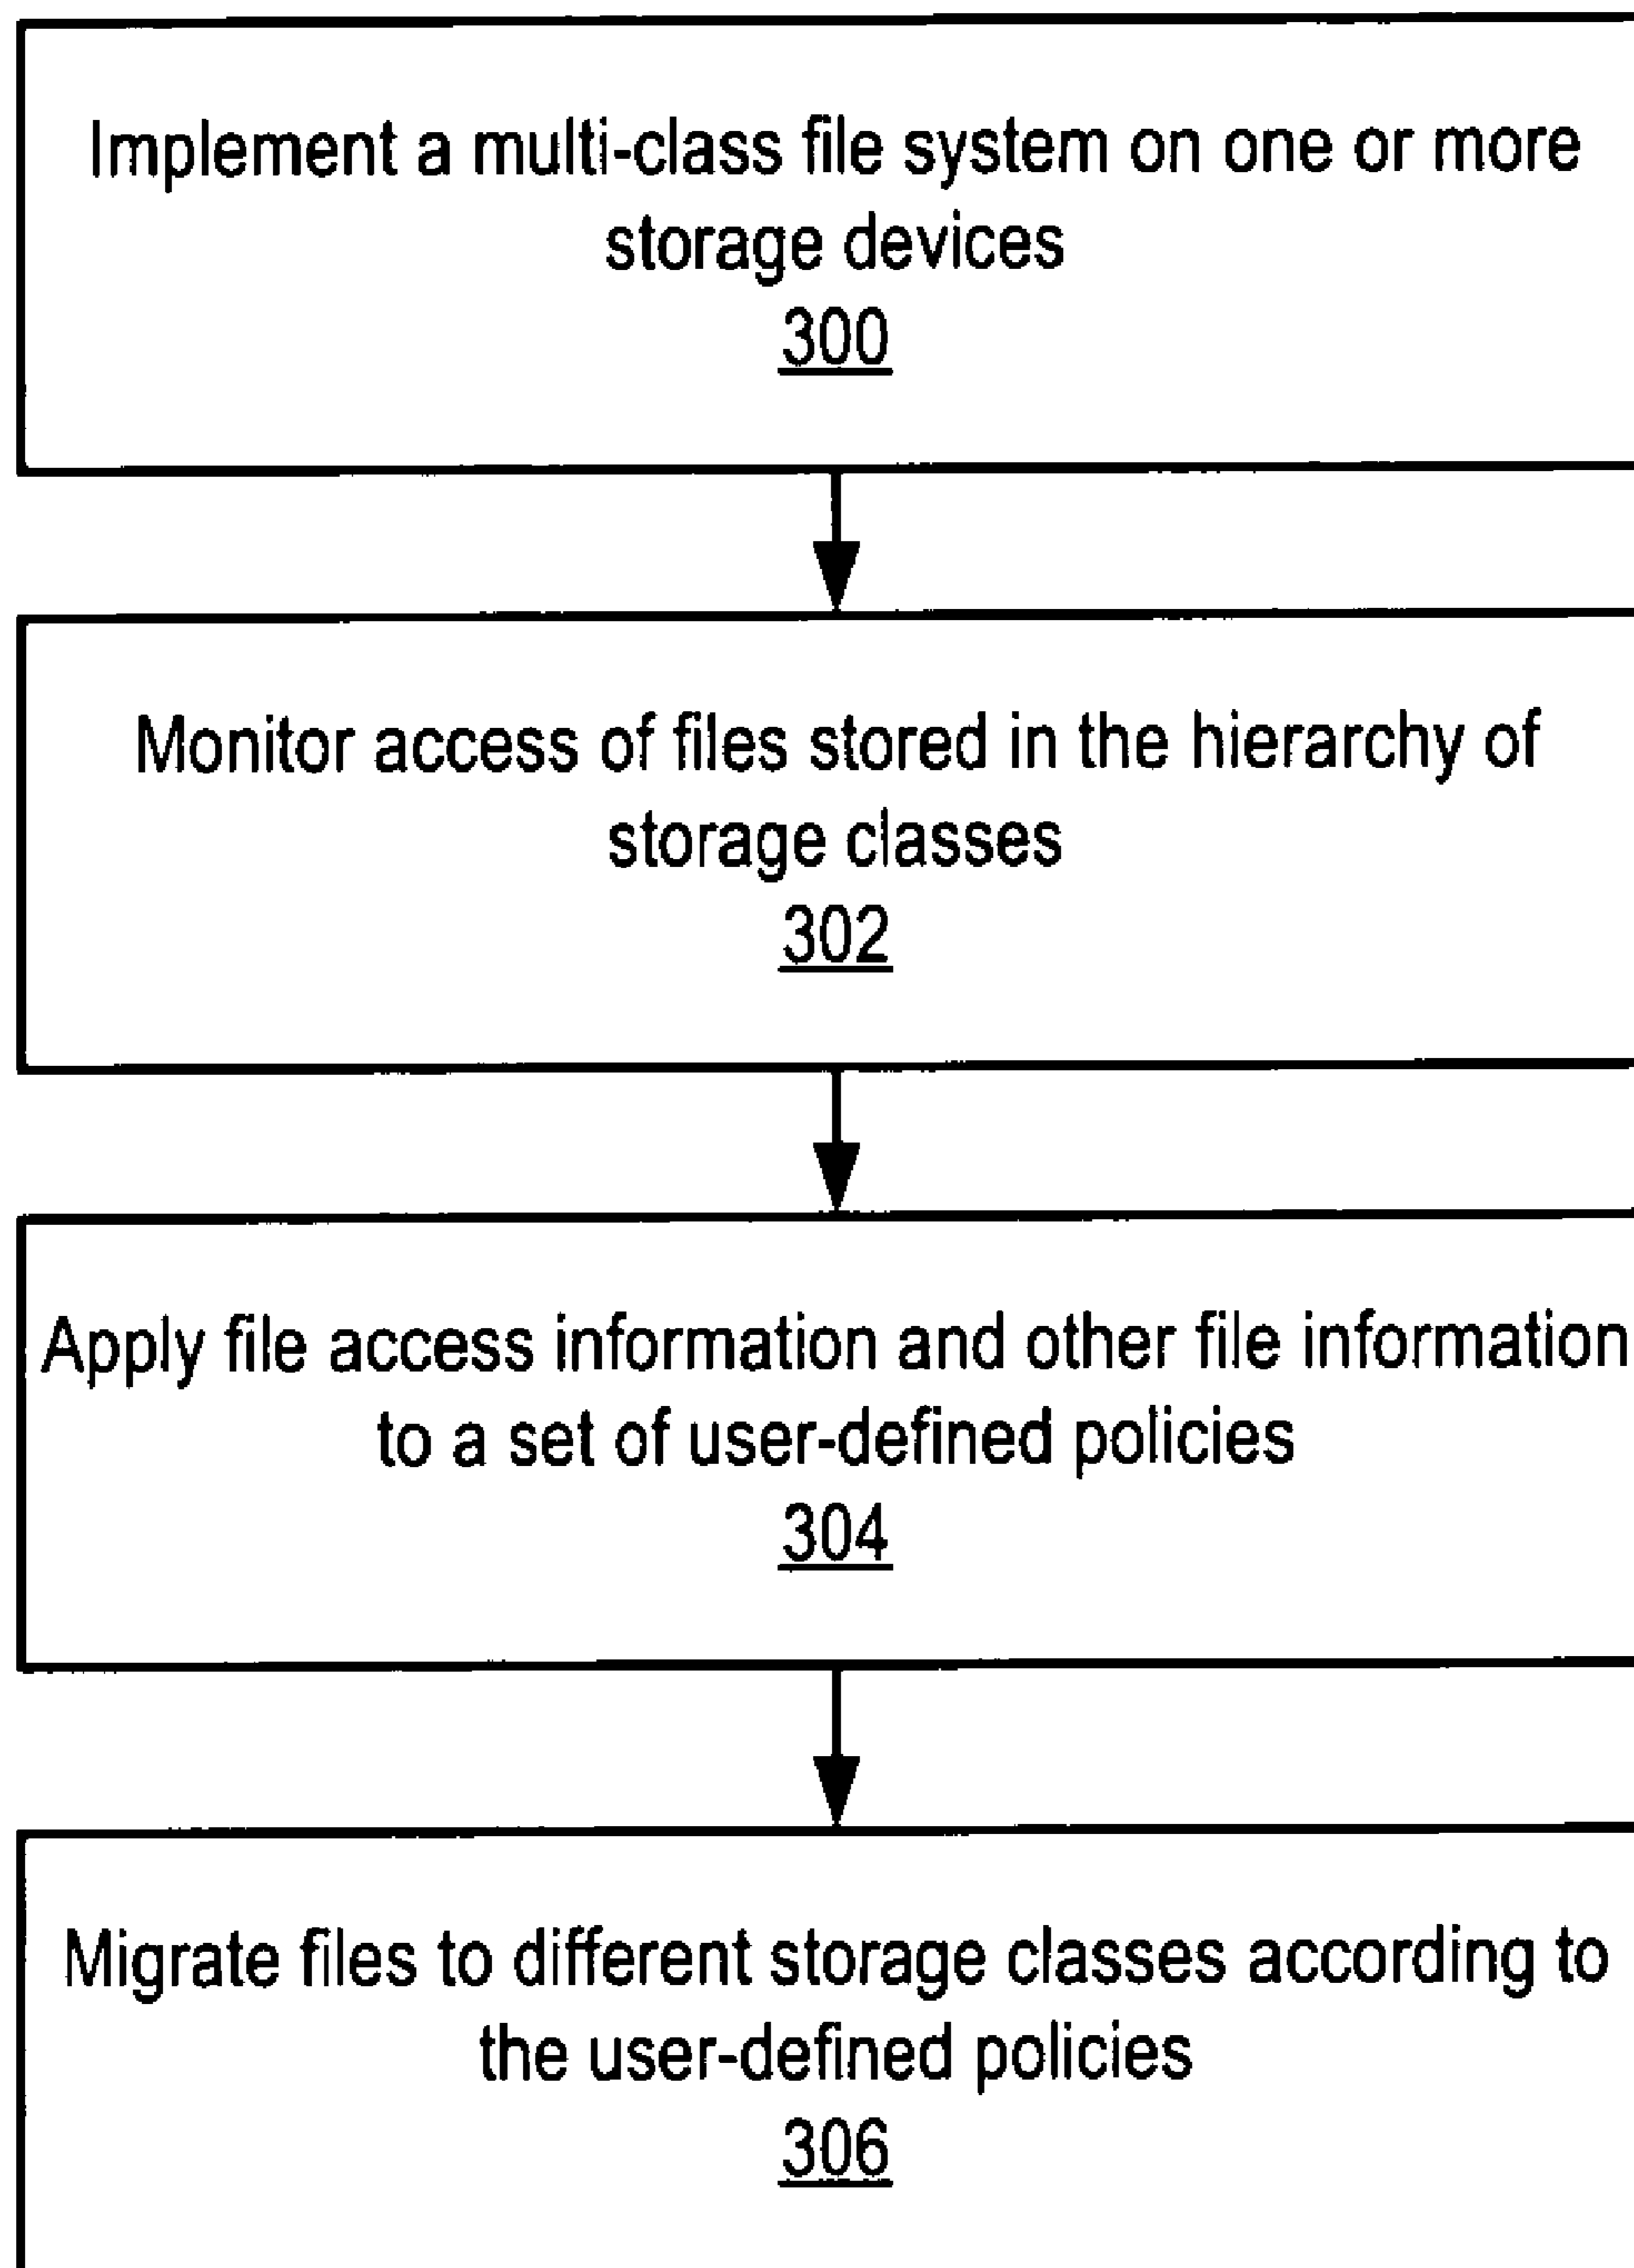 Implement a multi-class file system on one or more
storage devices
300
Monitor access of files stored in the hierarchy of
storage classes
302
Apply file access information and other file information
to a set of user-defined policies
304
Migrate files to different storage classes according to
the user-defined policies
306